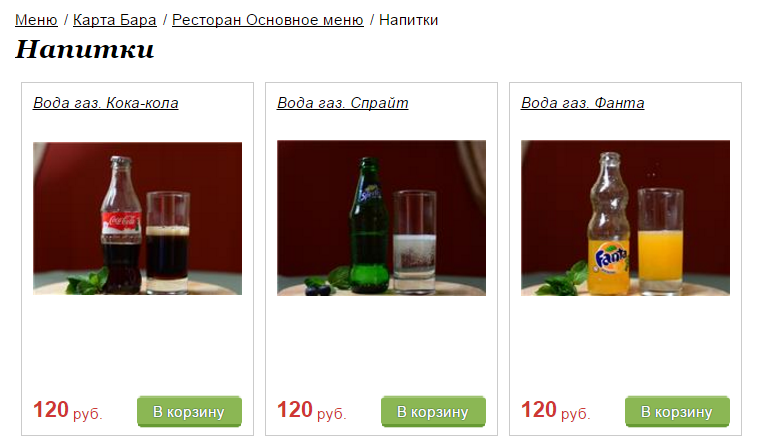 Меню / Карта Бара / Ресторан Основное меню / Напитки
Напитки
Вода газ. Кока-кола
Coca-Cola
120 руб.
В корзину
Вода газ. Спрайт
Sprite
120 руб.
В корзину
Вода газ. Фанта
Fanta
120 руб.
В корзину